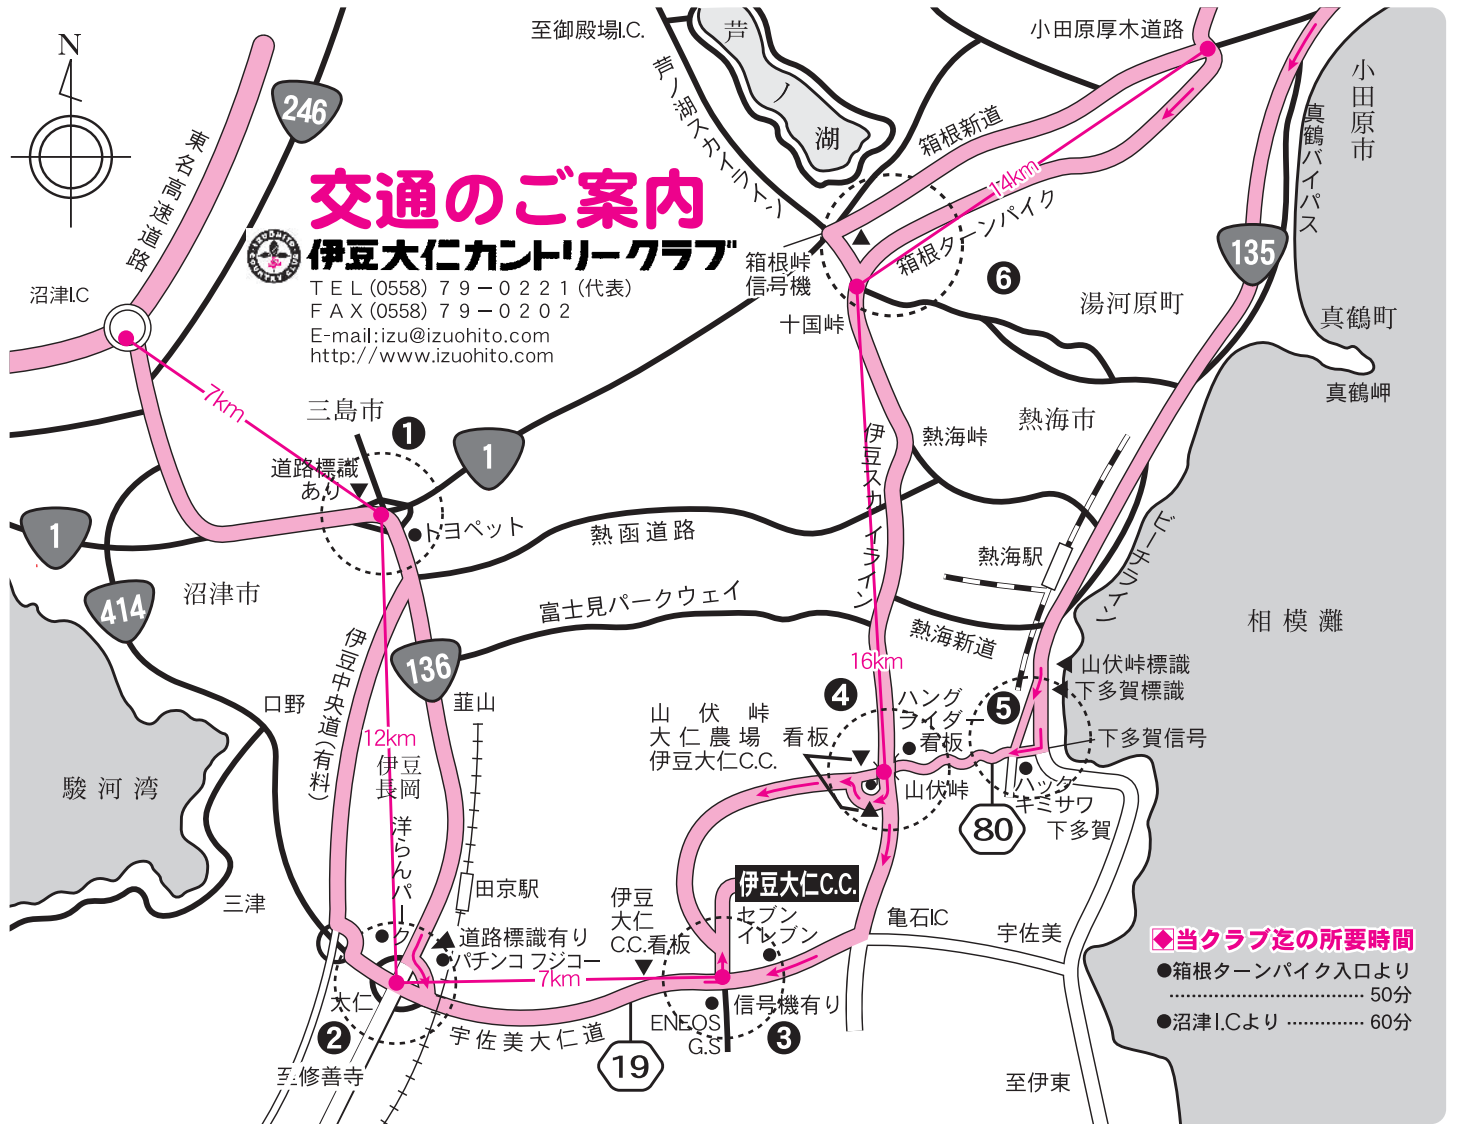 N
至御殿場I.C.
小田原厚木道路
芦ノ湖
芦ノ湖スカイライン
246
東名高速道路
小田原市
真鶴バイパス
箱根新道
14km
箱根ターンパイク
交通のご案内
伊豆大仁カントリークラブ
TEL(0558)79-0221(代表)
FAX(0558)79-0202
E-mail:izu@izuohito.com
http://www.izuohito.com
135
箱根峠
信号機
6
湯河原町
真鶴町
真鶴岬
沼津I.C
十国峠
7km
三島市
1
1
道路標識
あり
トヨペット
熱海峠
熱海市
伊豆スカイライン
1
熱函道路
熱海駅
ビーチライン
沼津市
414
富士見パークウェイ
熱海新道
相模灘
伊豆中央道(有料)
136
16km
山伏峠標識
下多賀標識
口野
韮山
4
ハング
ライダー
看板
5
山伏峠
大仁農場
伊豆大仁C.C.
看板
下多賀信号
12km
伊豆
長岡
山伏峠
ハツタ
キミサワ
下多賀
80
駿河湾
洋らんパーク
伊豆大仁C.C.
三津
田京駅
伊豆
大仁
C.C.看板
セブン
イレブン
亀石I.C
宇佐美
道路標識有り
パチンコ フジコー
7km
大仁
信号機有り
2
宇佐美大仁道
ENEOS
G.S
3
19
至修善寺
至伊東
◆当クラブ迄の所要時間
●箱根ターンパイク入口より
………………………… 50分
●沼津I.Cより ………… 60分